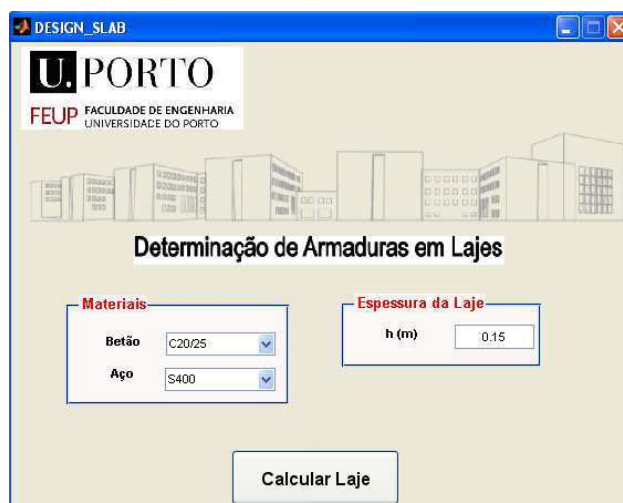 DESIGN_SLAB
U. PORTO
FEUP FACULDADE DE ENGENHARIA
UNIVERSIDADE DO PORTO
Determinação de Armaduras em Lajes
Materiais
Betão C20/25
Aço S400
Espessura da Laje
h (m) 0.15
Calcular Laje